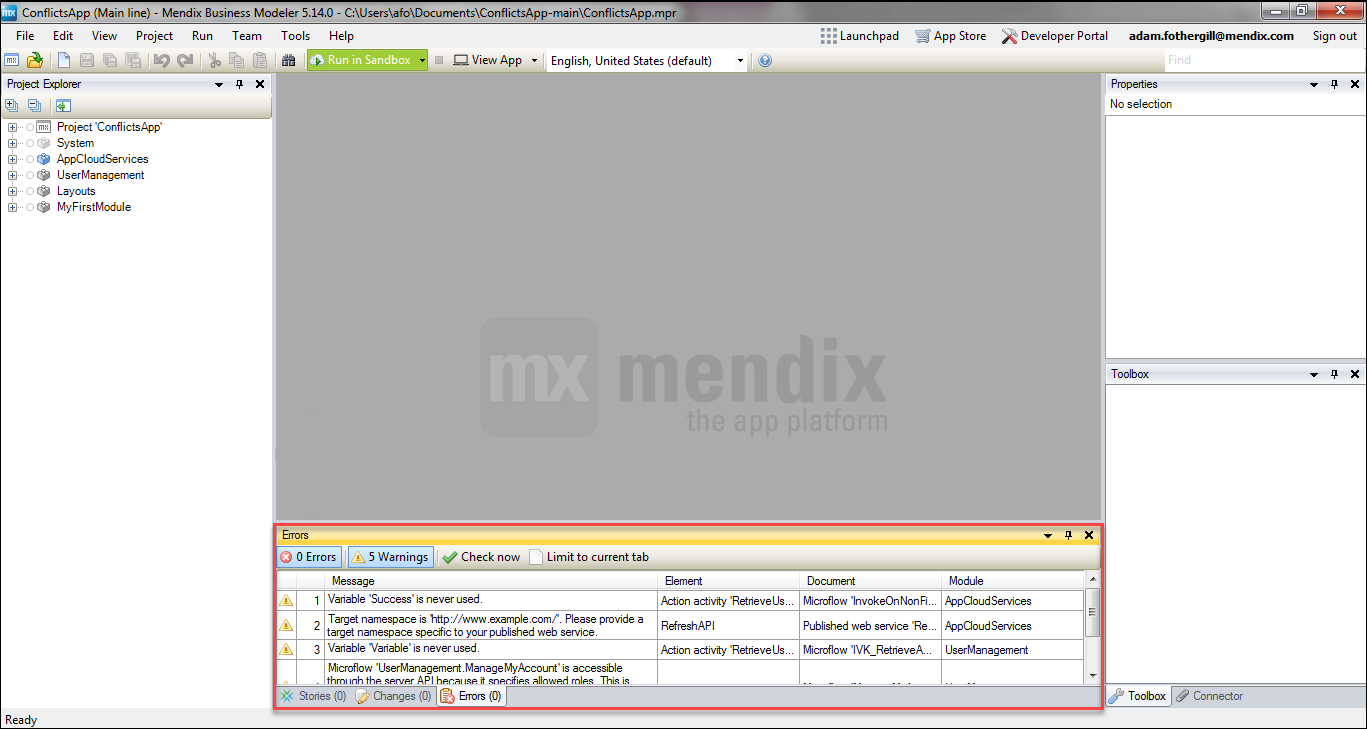 mx ConflictsApp (Main line) - Mendix Business Modeler 5.14.0 - C:\Users\afo\Documents\ConflictsApp-main\ConflictsApp.mpr
File Edit View Project Run Team Tools Help Launchpad App Store Developer Portal adam.fothergill@mendix.com Sign out
mx Run in Sandbox View App English, United States (default) Find
Project Explorer
mx Project 'ConflictsApp'
System
AppCloudServices
UserManagement
Layouts
MyFirstModule
mx mendix
the app platform
Errors
0 Errors 5 Warnings Check now Limit to current tab
Message Element Document Module
1 Variable 'Success' is never used. Action activity 'RetrieveUs... Microflow 'InvokeOnNonFi... AppCloudServices
2 Target namespace is 'http://www.example.com/'. Please provide a
target namespace specific to your published web service. RefreshAPI Published web service 'Re... AppCloudServices
3 Variable 'Variable' is never used. Action activity 'RetrieveUs... Microflow 'IVK_RetrieveA... UserManagement
Microflow 'UserManagement.ManageMyAccount' is accessible
through the server API because it specifies allowed roles. This is
Stories (0) Changes (0) Errors (0)
Properties
No selection
Toolbox
Toolbox Connector
Ready